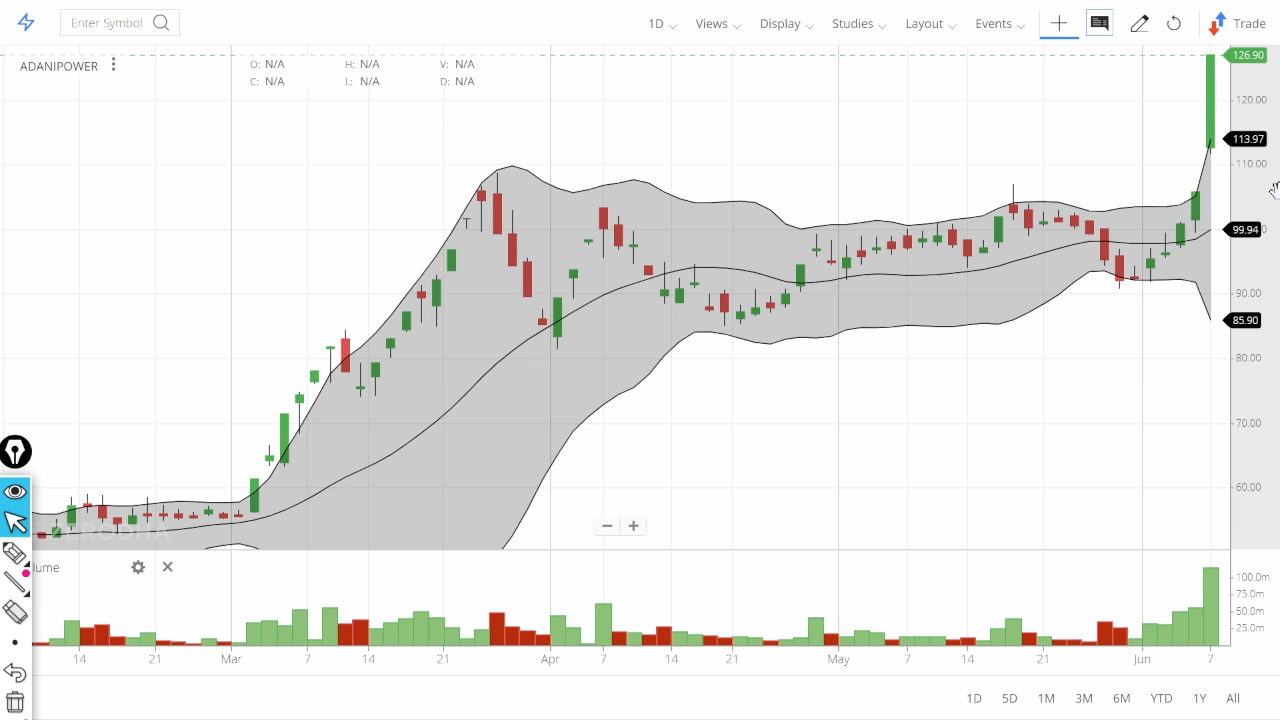 Enter Symbol
1D Views Display Studies Layout Events Trade
ADANIPOWER
O: N/A H: N/A V: N/A
C: N/A L: N/A D: N/A
126.90
120.00
113.97
110.00
99.94
90.00
85.90
80.00
70.00
60.00
ERODHA
lume
100.0m
75.0m
50.0m
25.0m
14 21 Mar 7 14 21 Apr 7 14 21 May 7 14 21 Jun 7
1D 5D 1M 3M 6M YTD 1Y All